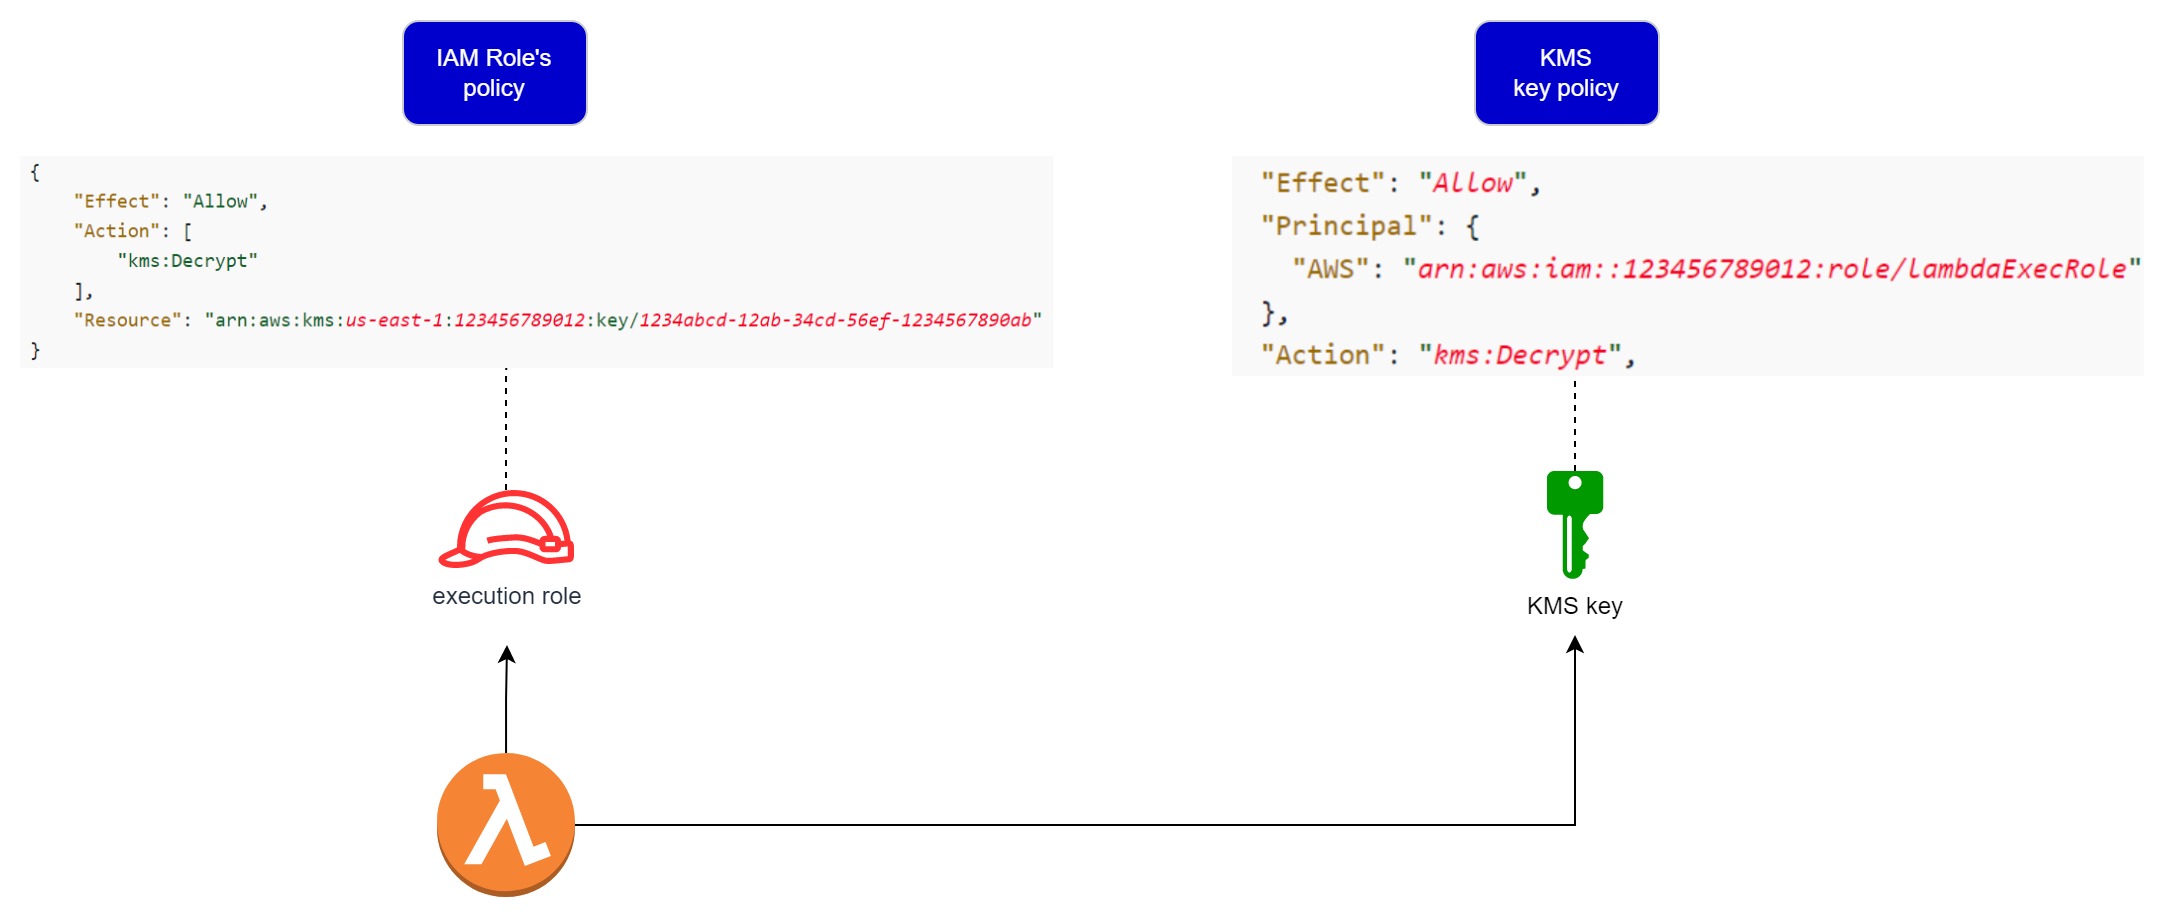 IAM Role's
policy
{
    "Effect": "Allow",
    "Action": [
        "kms:Decrypt"
    ],
    "Resource": "arn:aws:kms:us-east-1:123456789012:key/1234abcd-12ab-34cd-56ef-1234567890ab"
}
execution role
KMS
key policy
"Effect": "Allow",
"Principal": {
  "AWS": "arn:aws:iam::123456789012:role/lambdaExecRole"
},
"Action": "kms:Decrypt",
KMS key